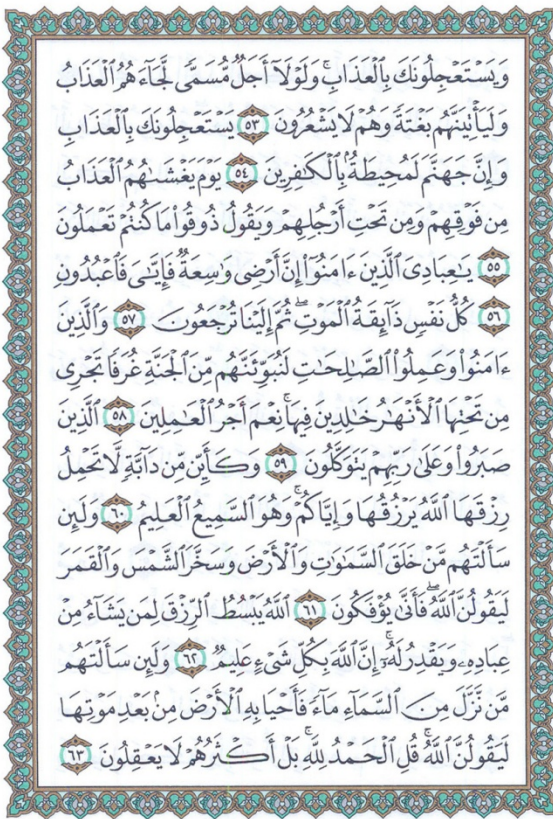 وَيَسْتَعْجِلُونَكَ بِالْعَذَابِ ۚ وَلَوْلَآ أَجَلٌ مُّسَمًّى لَّجَآءَهُمُ الْعَذَابُ
وَلَيَأْتِيَنَّهُم بَغْتَةً وَهُمْ لَا يَشْعُرُونَ ٥٣ يَسْتَعْجِلُونَكَ بِالْعَذَابِ
وَإِنَّ جَهَنَّمَ لَمُحِيطَةٌۢ بِالْكَٰفِرِينَ ٥٤ يَوْمَ يَغْشَىٰهُمُ الْعَذَابُ
مِن فَوْقِهِمْ وَمِن تَحْتِ أَرْجُلِهِمْ وَيَقُولُ ذُوقُوا۟ مَا كُنتُمْ تَعْمَلُونَ
٥٥ يَٰعِبَادِىَ الَّذِينَ ءَامَنُوٓا۟ إِنَّ أَرْضِى وَٰسِعَةٌ فَإِيَّٰىَ فَاعْبُدُونِ
٥٦ كُلُّ نَفْسٍ ذَآئِقَةُ الْمَوْتِ ۖ ثُمَّ إِلَيْنَا تُرْجَعُونَ ٥٧ وَالَّذِينَ
ءَامَنُوا۟ وَعَمِلُوا۟ الصَّٰلِحَٰتِ لَنُبَوِّئَنَّهُم مِّنَ الْجَنَّةِ غُرَفًا تَجْرِى
مِن تَحْتِهَا الْأَنْهَٰرُ خَٰلِدِينَ فِيهَا ۚ نِعْمَ أَجْرُ الْعَٰمِلِينَ ٥٨ الَّذِينَ
صَبَرُوا۟ وَعَلَىٰ رَبِّهِمْ يَتَوَكَّلُونَ ٥٩ وَكَأَيِّن مِّن دَآبَّةٍ لَّا تَحْمِلُ
رِزْقَهَا اللَّهُ يَرْزُقُهَا وَإِيَّاكُمْ ۚ وَهُوَ السَّمِيعُ الْعَلِيمُ ٦٠ وَلَئِن
سَأَلْتَهُم مَّنْ خَلَقَ السَّمَٰوَٰتِ وَالْأَرْضَ وَسَخَّرَ الشَّمْسَ وَالْقَمَرَ
لَيَقُولُنَّ اللَّهُ ۖ فَأَنَّىٰ يُؤْفَكُونَ ٦١ اللَّهُ يَبْسُطُ الرِّزْقَ لِمَن يَشَآءُ مِنْ
عِبَادِهِۦ وَيَقْدِرُ لَهُۥٓ ۚ إِنَّ اللَّهَ بِكُلِّ شَىْءٍ عَلِيمٌ ٦٢ وَلَئِن سَأَلْتَهُم
مَّن نَّزَّلَ مِنَ السَّمَآءِ مَآءً فَأَحْيَا بِهِ الْأَرْضَ مِنۢ بَعْدِ مَوْتِهَا
لَيَقُولُنَّ اللَّهُ ۚ قُلِ الْحَمْدُ لِلَّهِ ۚ بَلْ أَكْثَرُهُمْ لَا يَعْقِلُونَ ٦٣